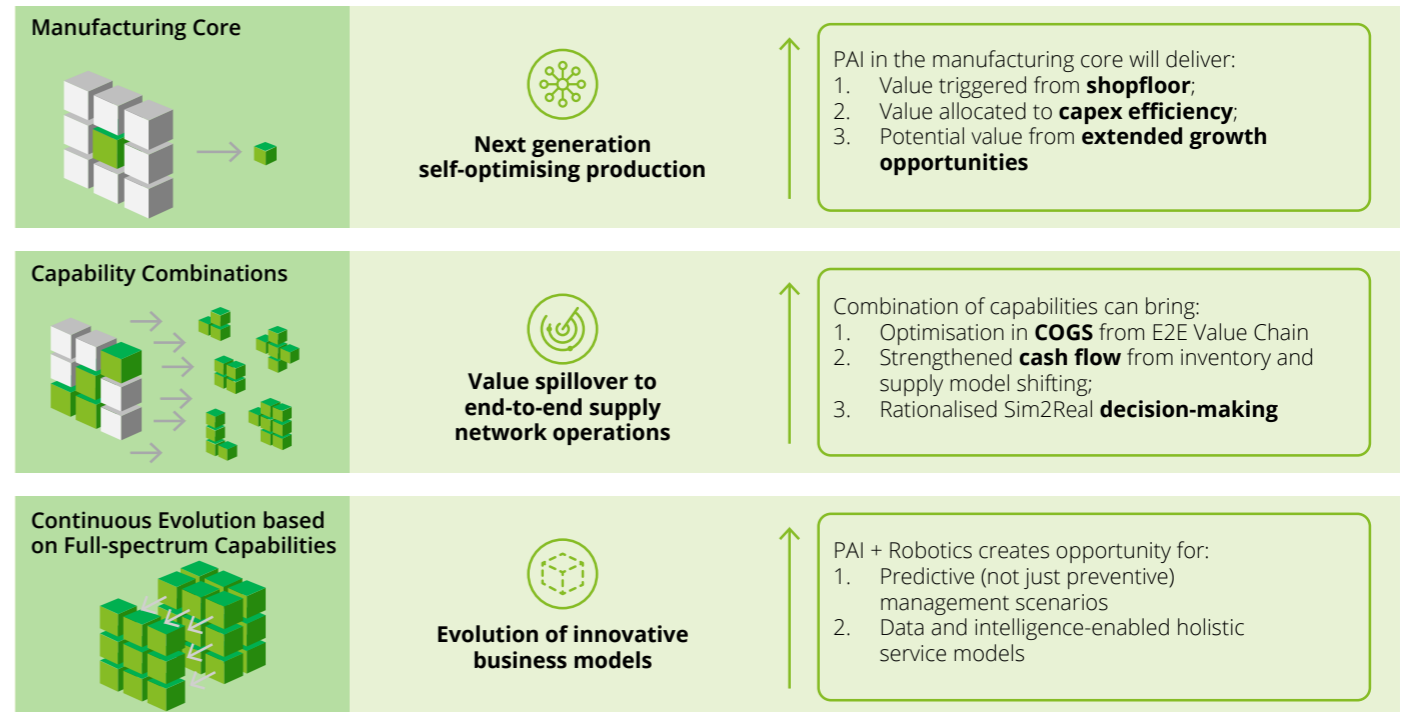 Manufacturing Core
Next generation
self-optimising production
PAI in the manufacturing core will deliver:
1. Value triggered from shopfloor;
2. Value allocated to capex efficiency;
3. Potential value from extended growth
opportunities
Capability Combinations
Value spillover to
end-to-end supply
network operations
Combination of capabilities can bring:
1. Optimisation in COGS from E2E Value Chain
2. Strengthened cash flow from inventory and
supply model shifting;
3. Rationalised Sim2Real decision-making
Continuous Evolution based
on Full-spectrum Capabilities
Evolution of innovative
business models
PAI + Robotics creates opportunity for:
1. Predictive (not just preventive)
management scenarios
2. Data and intelligence-enabled holistic
service models